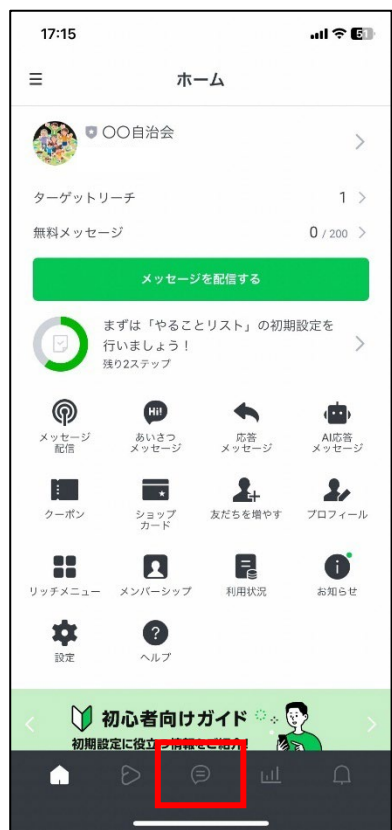 17:15
51
ホーム
〇〇自治会
ターゲットリーチ 1
無料メッセージ 0 / 200
メッセージを配信する
まずは「やることリスト」の初期設定を
行いましょう！
残り2ステップ
メッセージ
配信
Hi!
あいさつ
メッセージ
応答
メッセージ
AI応答
メッセージ
クーポン
ショップ
カード
友だちを増やす
プロフィール
リッチメニュー
メンバーシップ
利用状況
お知らせ
設定
ヘルプ
初心者向けガイド
初期設定に役立つ情報をご紹介！